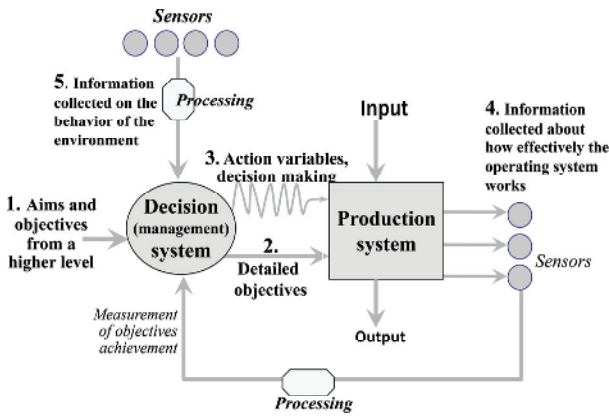 Sensors
5. Information
collected on the
behavior of the
environment
Processing
Input
4. Information
collected about
how effectively the
operating system
works
3. Action variables,
decision making
1. Aims and
objectives
from a
higher level
Decision
(management)
system
Production
system
2.
Detailed
objectives
Sensors
Measurement
of objectives
achievement
Output
Processing